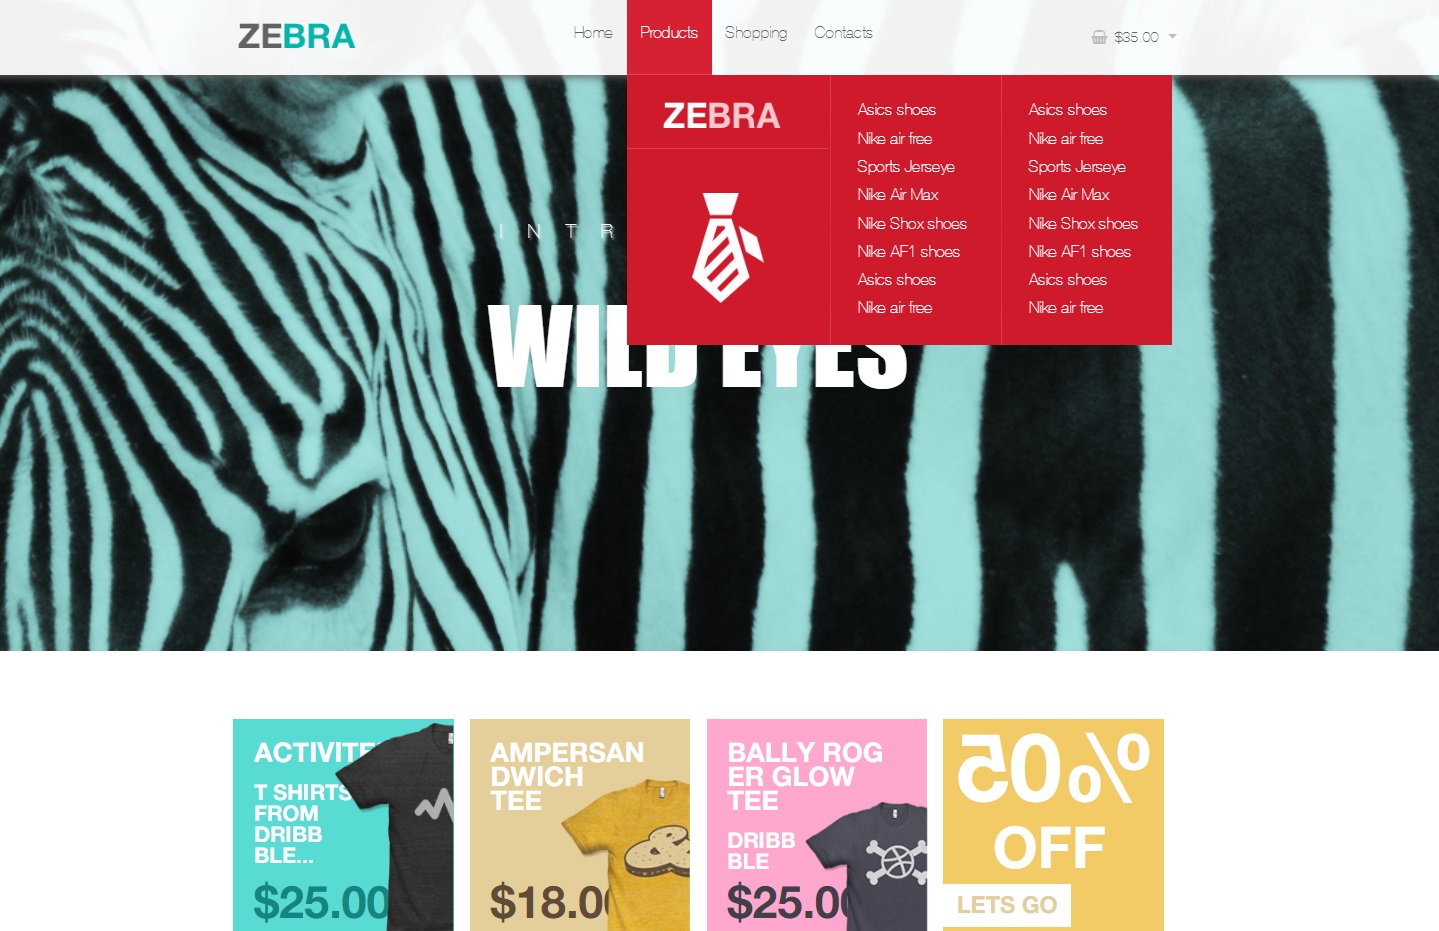 ZEBRA
Home
Products
Shopping
Contacts
$35.00
ZEBRA
Asics shoes
Nike air free
Sports Jerseye
Nike Air Max
Nike Shox shoes
Nike AF1 shoes
Asics shoes
Nike air free
Asics shoes
Nike air free
Sports Jerseye
Nike Air Max
Nike Shox shoes
Nike AF1 shoes
Asics shoes
Nike air free
I N T R
WILD EYES
ACTIVITE
T SHIRTS
FROM
DRIBB
BLE...
$25.00
AMPERSAN
DWICH
TEE
$18.00
BALLY ROG
ER GLOW
TEE
DRIBB
BLE
$25.00
50%
OFF
LETS GO